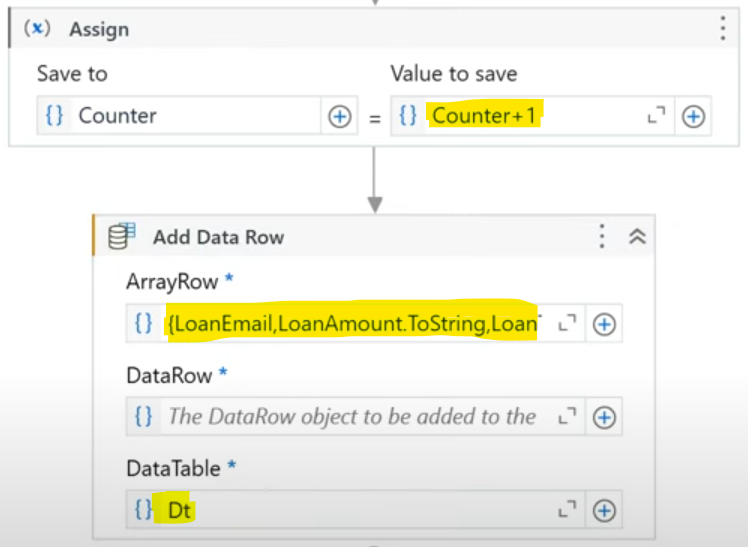 (x) Assign
Save to Value to save
{} Counter = {} Counter+1
Add Data Row
ArrayRow *
{} {LoanEmail,LoanAmount.ToString,Loan
DataRow *
{} The DataRow object to be added to the
DataTable *
{} Dt